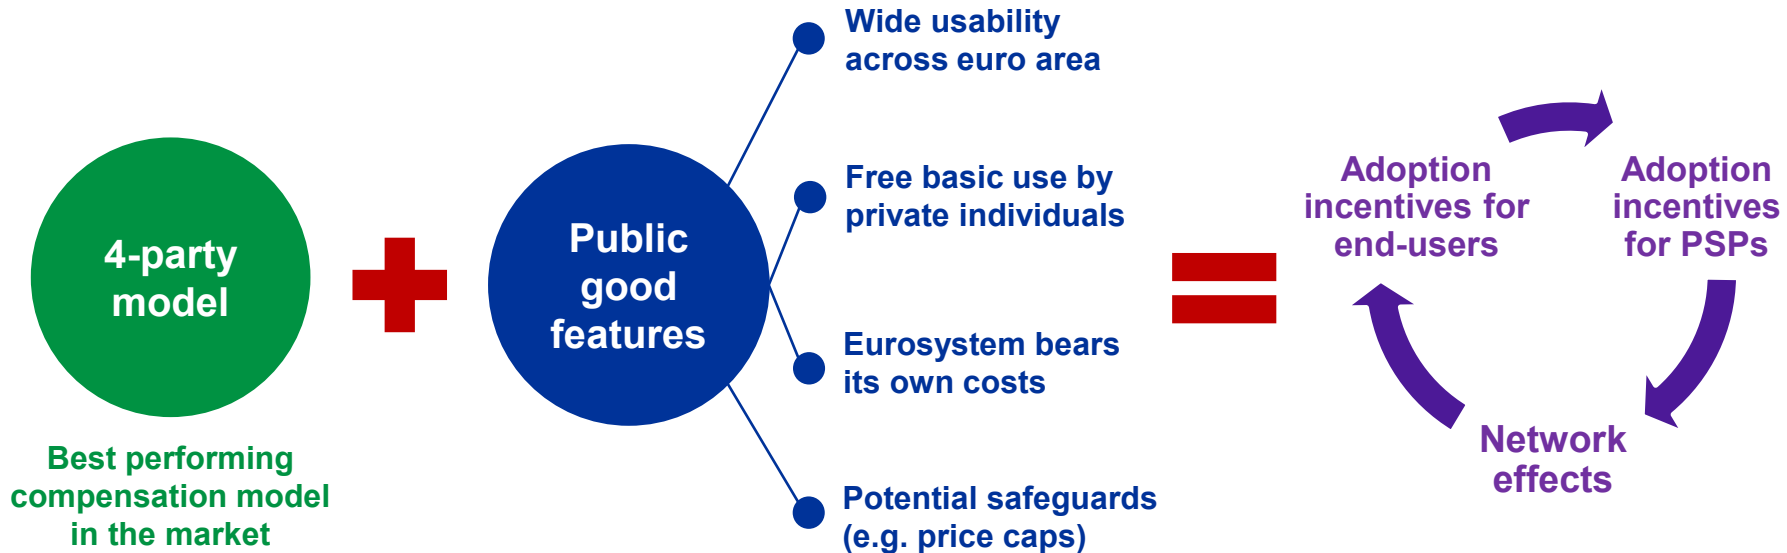 4-party
model
Best performing
compensation model
in the market
Public
good
features
Wide usability
across euro area
Free basic use by
private individuals
Eurosystem bears
its own costs
Potential safeguards
(e.g. price caps)
Adoption
incentives for
end-users
Adoption
incentives
for PSPs
Network
effects